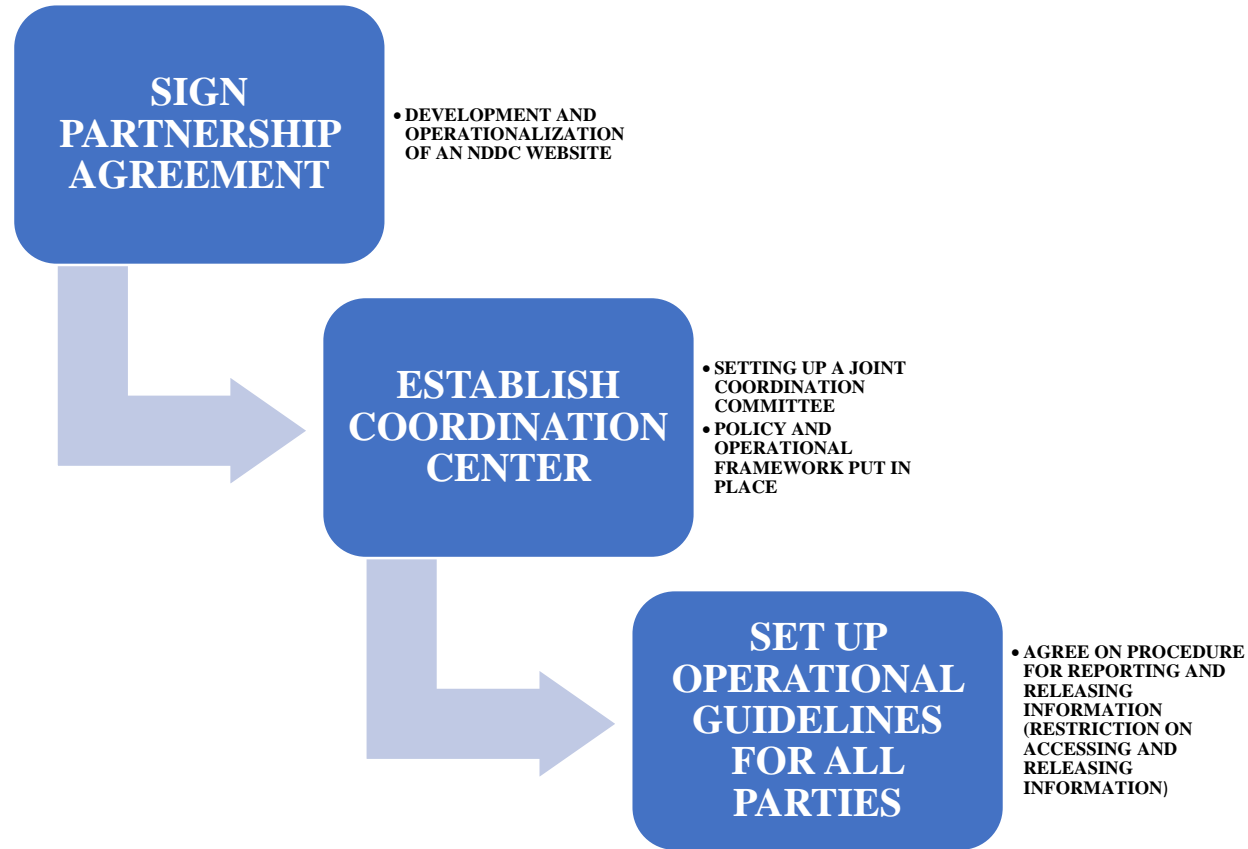 SIGN
PARTNERSHIP
AGREEMENT
• DEVELOPMENT AND
OPERATIONALIZATION
OF AN NDDC WEBSITE
ESTABLISH
COORDINATION
CENTER
• SETTING UP A JOINT
COORDINATION
COMMITTEE
• POLICY AND
OPERATIONAL
FRAMEWORK PUT IN
PLACE
SET UP
OPERATIONAL
GUIDELINES
FOR ALL
PARTIES
• AGREE ON PROCEDURE
FOR REPORTING AND
RELEASING
INFORMATION
(RESTRICTION ON
ACCESSING AND
RELEASING
INFORMATION)